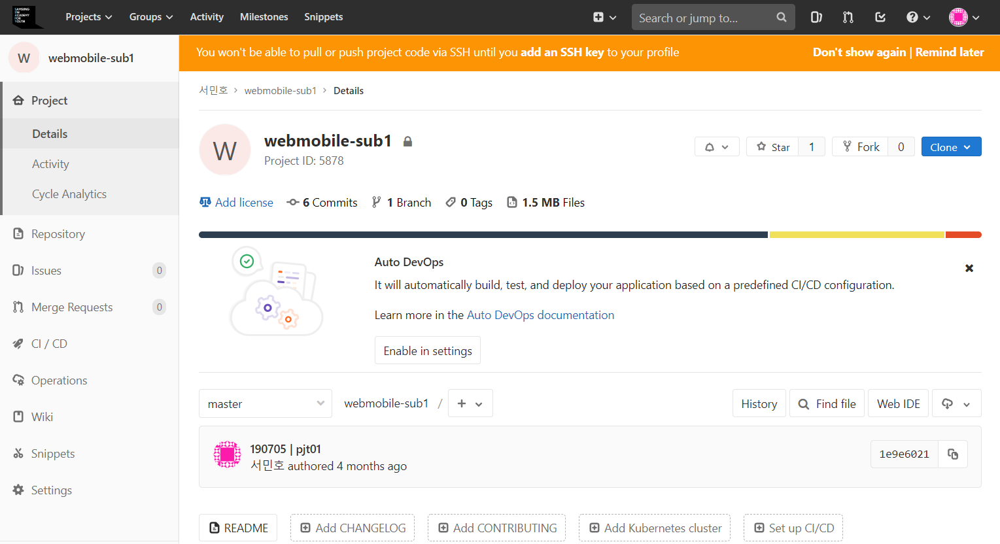 SAMSUNG
SW
ACADEMY
FOR
YOUTH
Projects
Groups
Activity
Milestones
Snippets
Search or jump to...
W
webmobile-sub1
Project
Details
Activity
Cycle Analytics
Repository
Issues
0
Merge Requests
0
CI / CD
Operations
Wiki
Snippets
Settings
You won't be able to pull or push project code via SSH until you add an SSH key to your profile
Don't show again | Remind later
서민호 > webmobile-sub1 > Details
W
webmobile-sub1
Project ID: 5878
Star 1
Fork 0
Clone
Add license
6 Commits
1 Branch
0 Tags
1.5 MB Files
Auto DevOps
It will automatically build, test, and deploy your application based on a predefined CI/CD configuration.
Learn more in the Auto DevOps documentation
Enable in settings
master
webmobile-sub1 / +
History
Find file
Web IDE
190705 | pjt01
서민호 authored 4 months ago
1e9e6021
README
Add CHANGELOG
Add CONTRIBUTING
Add Kubernetes cluster
Set up CI/CD